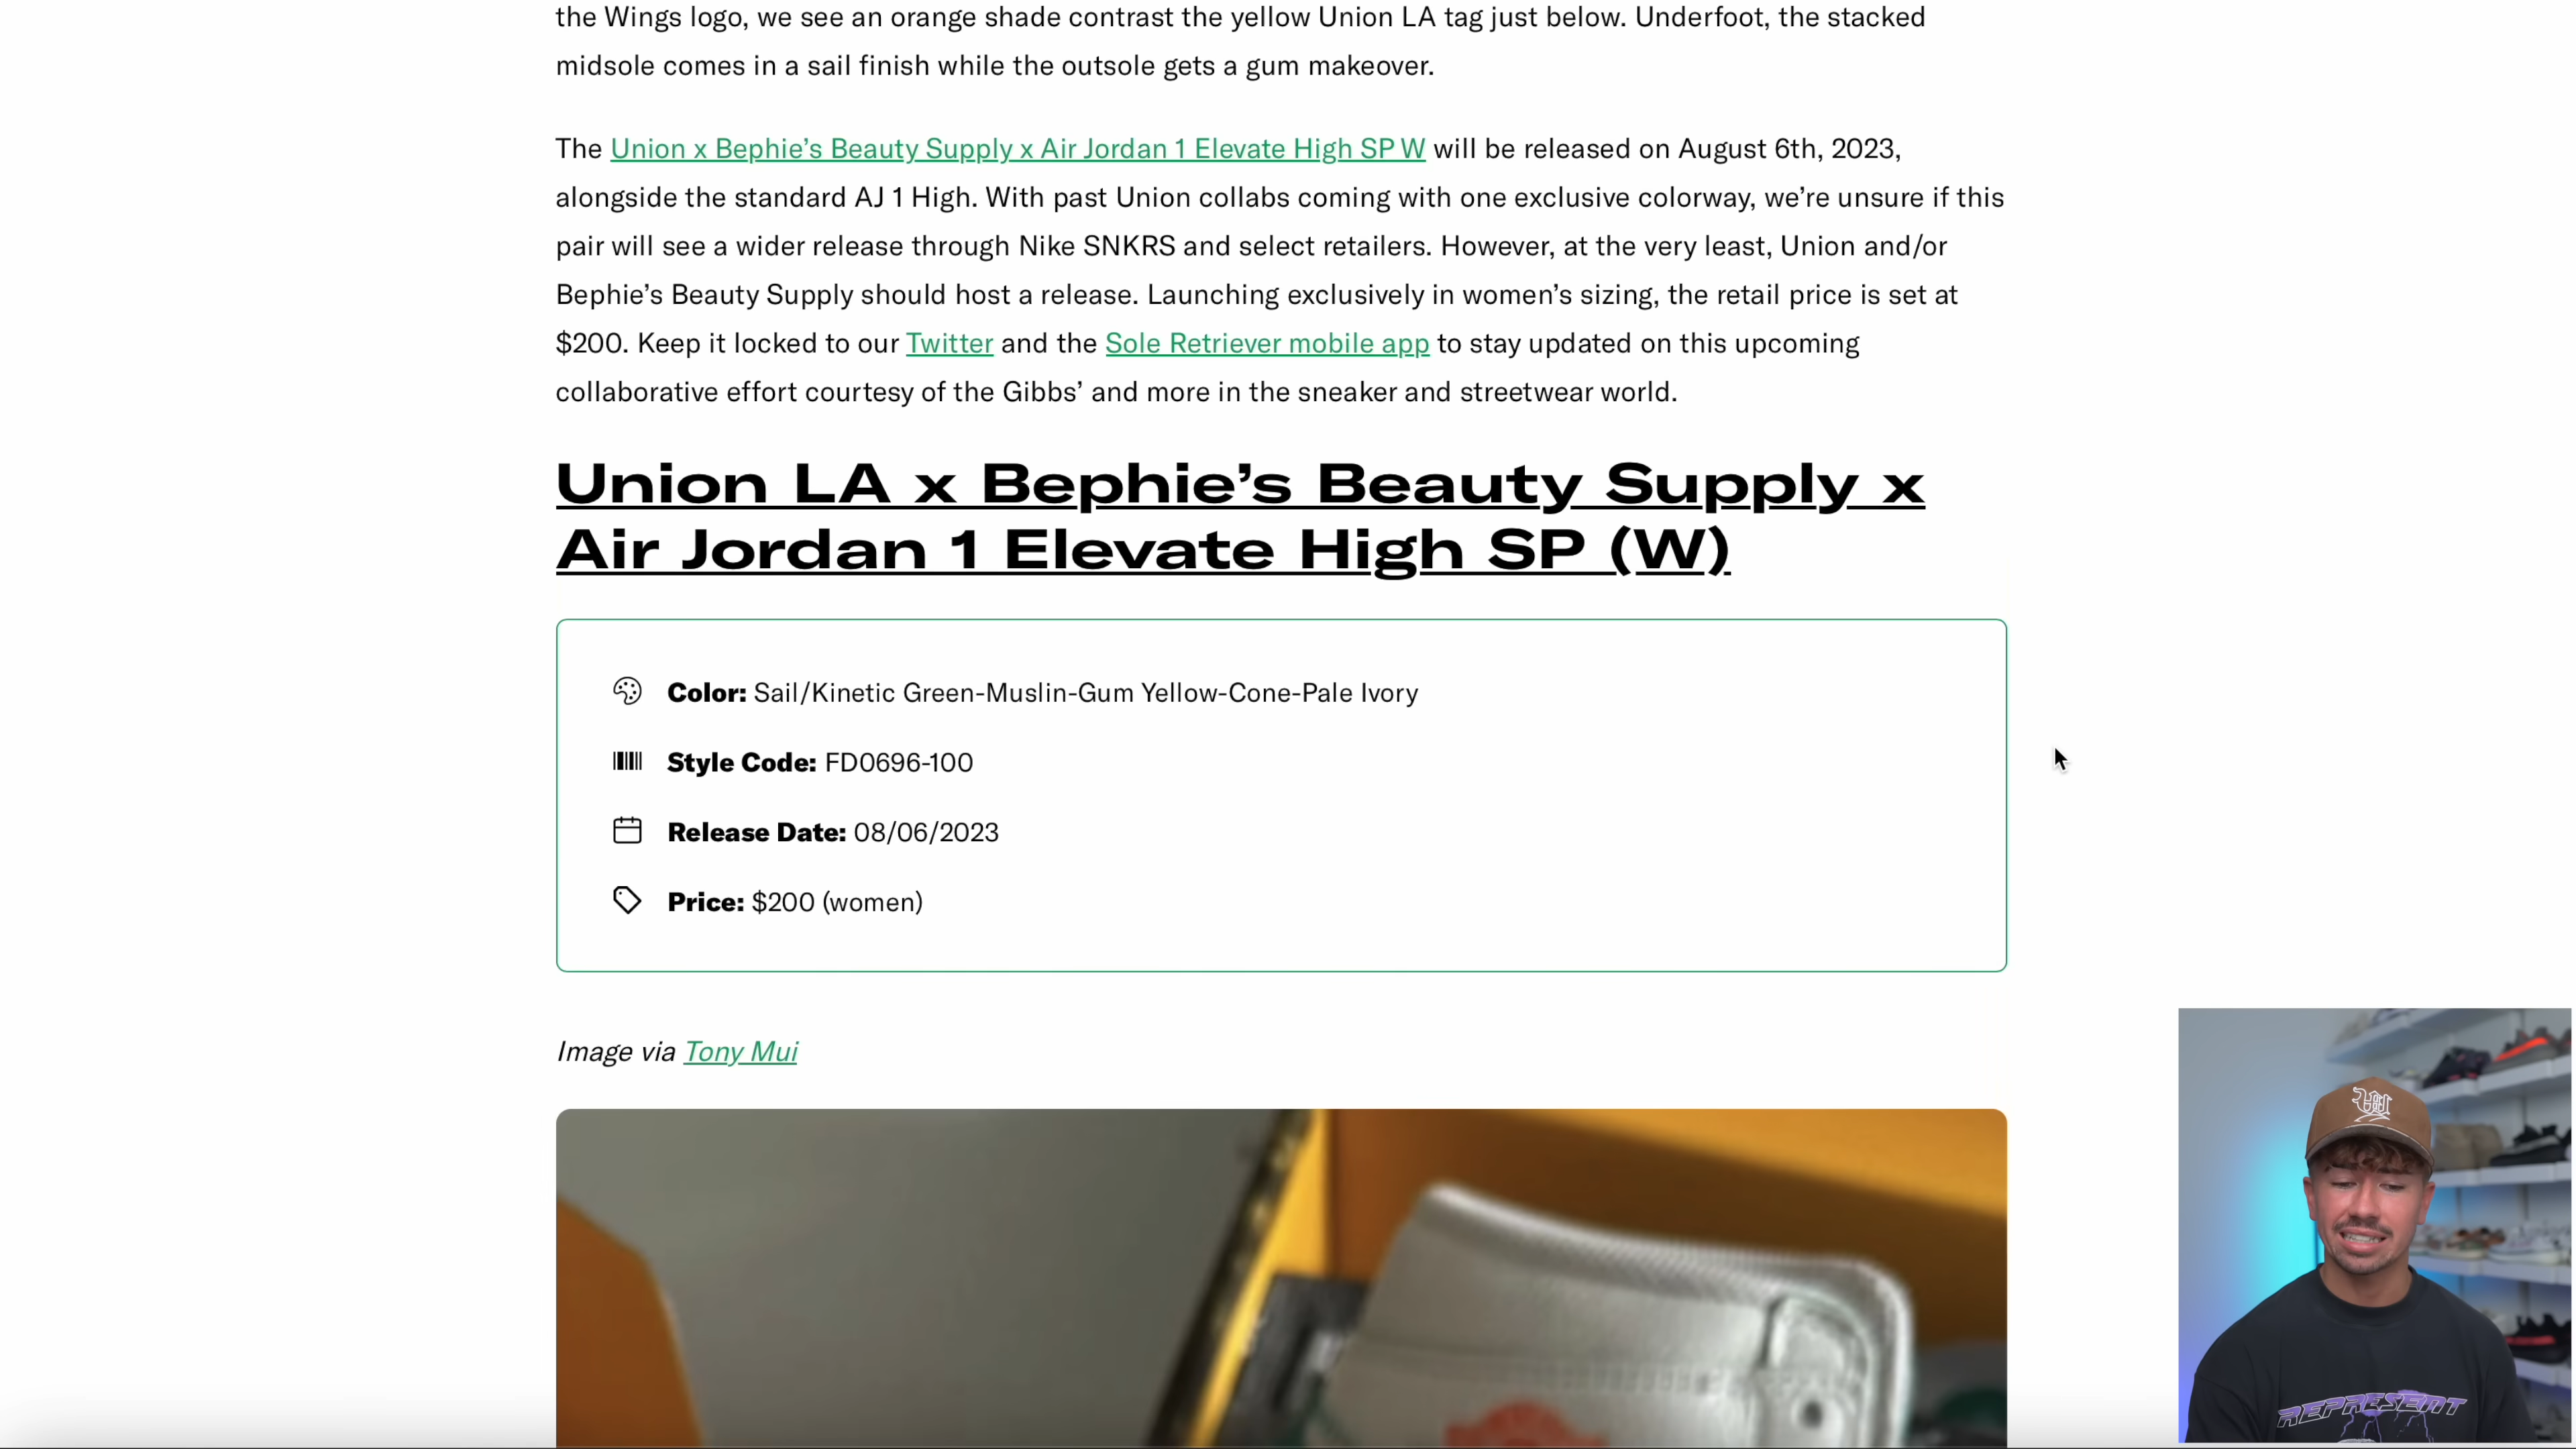 the Wings logo, we see an orange shade contrast the yellow Union LA tag just below. Underfoot, the stacked
midsole comes in a sail finish while the outsole gets a gum makeover.
The Union x Bephie’s Beauty Supply x Air Jordan 1 Elevate High SP W will be released on August 6th, 2023,
alongside the standard AJ 1 High. With past Union collabs coming with one exclusive colorway, we’re unsure if this
pair will see a wider release through Nike SNKRS and select retailers. However, at the very least, Union and/or
Bephie’s Beauty Supply should host a release. Launching exclusively in women’s sizing, the retail price is set at
$200. Keep it locked to our Twitter and the Sole Retriever mobile app to stay updated on this upcoming
collaborative effort courtesy of the Gibbs’ and more in the sneaker and streetwear world.
Union LA x Bephie’s Beauty Supply x
Air Jordan 1 Elevate High SP (W)
Color: Sail/Kinetic Green-Muslin-Gum Yellow-Cone-Pale Ivory
Style Code: FD0696-100
Release Date: 08/06/2023
Price: $200 (women)
Image via Tony Mui
REPRESENT